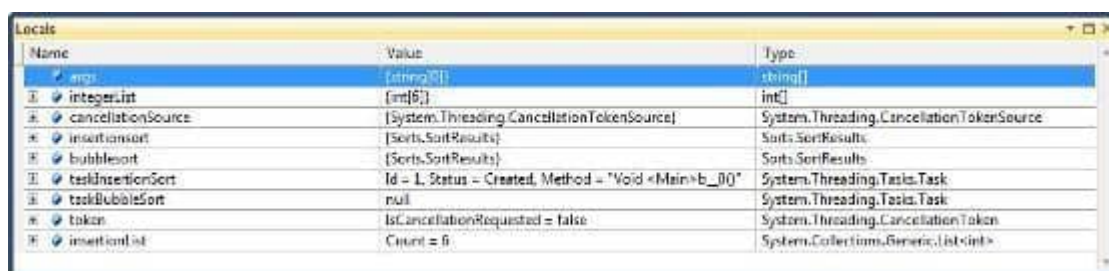 Locals
Name Value Type
args {string[0]} string[]
integerList {int[6]} int[]
cancellationSource {System.Threading.CancellationTokenSource} System.Threading.CancellationTokenSource
insertionsort {Sorts.SortResults} Sorts.SortResults
bubblesort {Sorts.SortResults} Sorts.SortResults
taskInsertionSort Id = 1, Status = Created, Method = "Void <Main>b__0()" System.Threading.Tasks.Task
taskBubbleSort null System.Threading.Tasks.Task
token IsCancellationRequested = false System.Threading.CancellationToken
insertionList Count = 6 System.Collections.Generic.List<int>